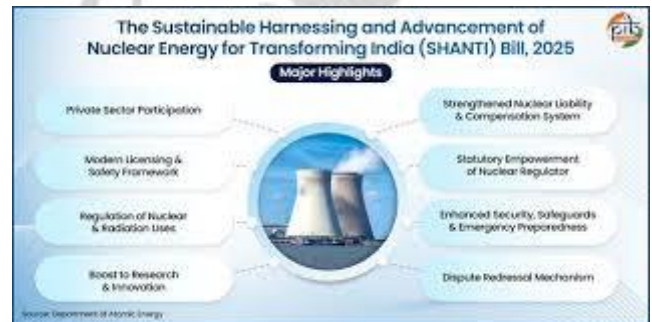 The Sustainable Harnessing and Advancement of
Nuclear Energy for Transforming India (SHANTI) Bill, 2025
Major Highlights
pib
Private Sector Participation
Modern Licensing &
Safety Framework
Regulation of Nuclear
& Radiation Uses
Boost to Research
& Innovation
Strengthened Nuclear Liability
& Compensation System
Statutory Empowerment
of Nuclear Regulator
Enhanced Security, Safeguards
& Emergency Preparedness
Dispute Redressal Mechanism
Source: Department of Atomic Energy